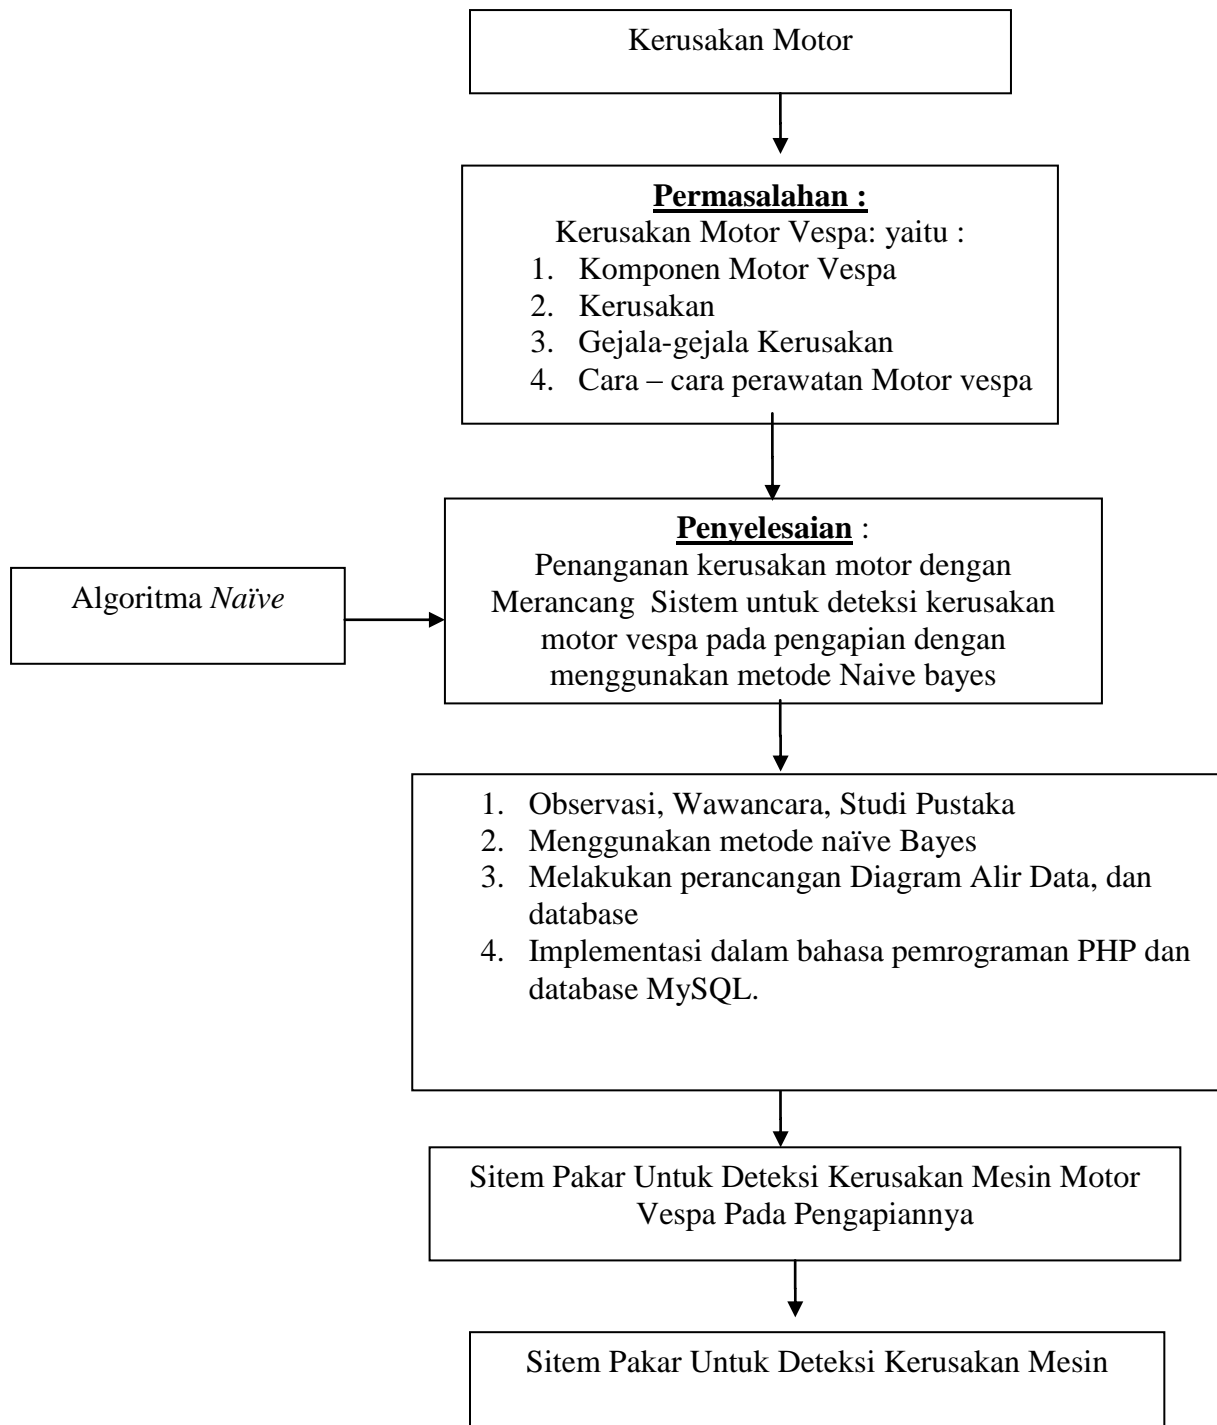 Kerusakan Motor
Permasalahan :
Kerusakan Motor Vespa: yaitu :
1. Komponen Motor Vespa
2. Kerusakan
3. Gejala-gejala Kerusakan
4. Cara – cara perawatan Motor vespa
Penyelesaian :
Penanganan kerusakan motor dengan
Merancang Sistem untuk deteksi kerusakan
motor vespa pada pengapian dengan
menggunakan metode Naive bayes
Algoritma Naïve
1. Observasi, Wawancara, Studi Pustaka
2. Menggunakan metode naïve Bayes
3. Melakukan perancangan Diagram Alir Data, dan
database
4. Implementasi dalam bahasa pemrograman PHP dan
database MySQL.
Sitem Pakar Untuk Deteksi Kerusakan Mesin Motor
Vespa Pada Pengapiannya
Sitem Pakar Untuk Deteksi Kerusakan Mesin